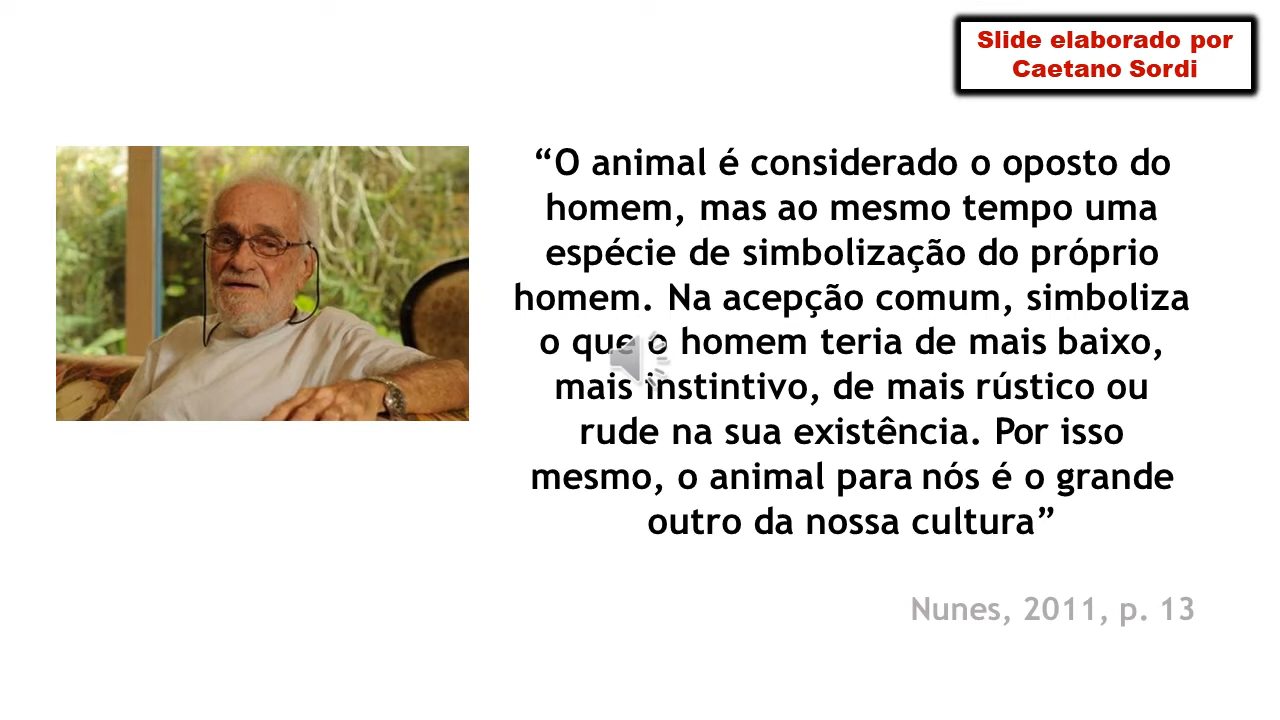 Slide elaborado por
Caetano Sordi
“O animal é considerado o oposto do
homem, mas ao mesmo tempo uma
espécie de simbolização do próprio
homem. Na acepção comum, simboliza
o que o homem teria de mais baixo,
mais instintivo, de mais rústico ou
rude na sua existência. Por isso
mesmo, o animal para nós é o grande
outro da nossa cultura”
Nunes, 2011, p. 13